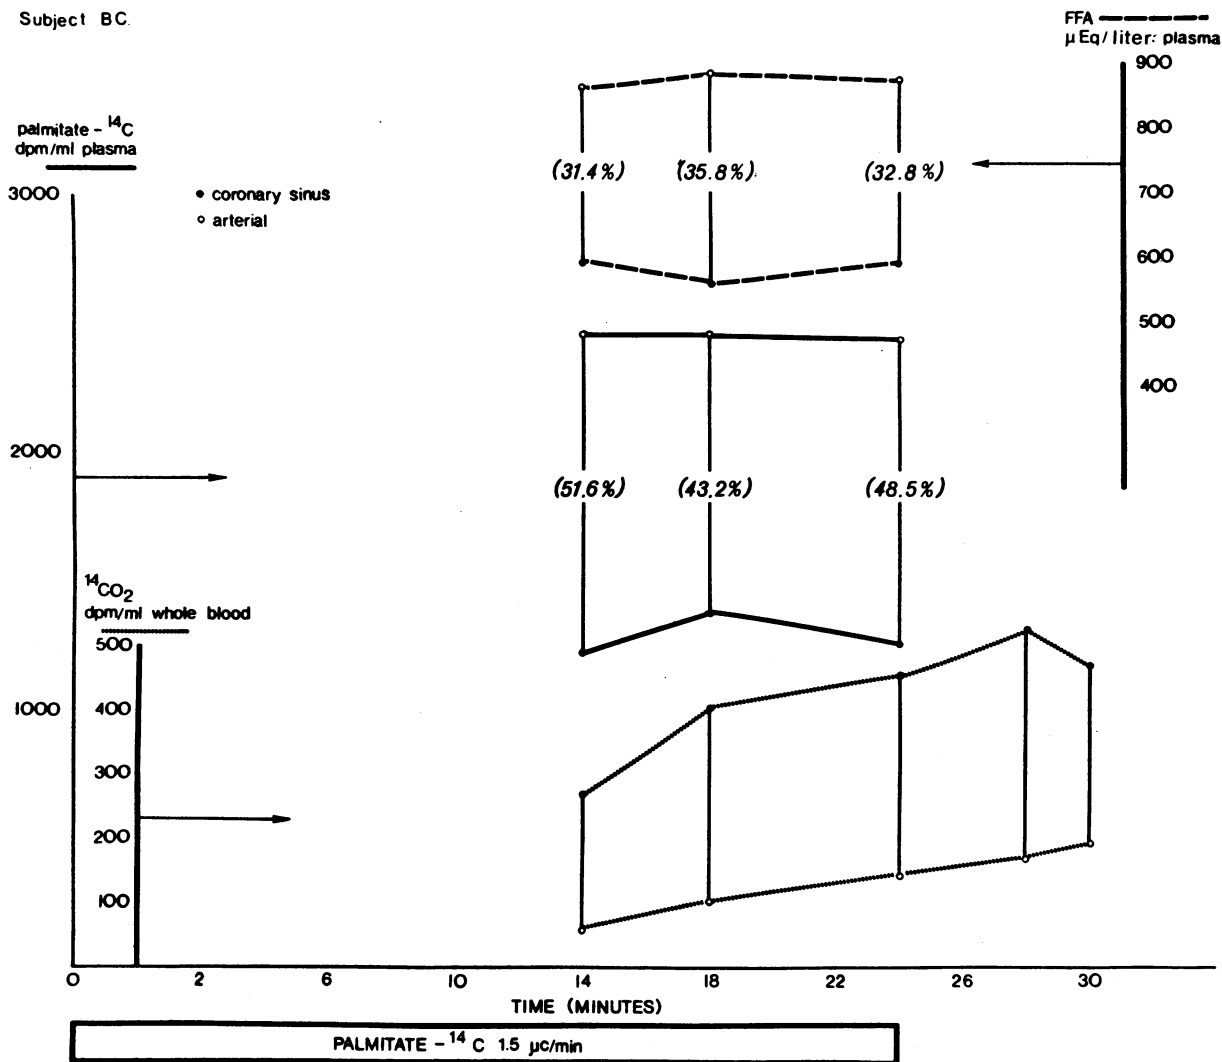 Subject BC.
FFA
µEq/liter: plasma
900
800
700
600
500
400
palmitate - ¹⁴C
dpm/ml plasma
3000
2000
1000
• coronary sinus
○ arterial
(31.4%) (35.8%) (32.8%)
(51.6%) (43.2%) (48.5%)
¹⁴CO₂
dpm/ml whole blood
500
400
300
200
100
0 2 6 10 14 18 22 26 30
TIME (MINUTES)
PALMITATE - ¹⁴C 1.5 µc/min